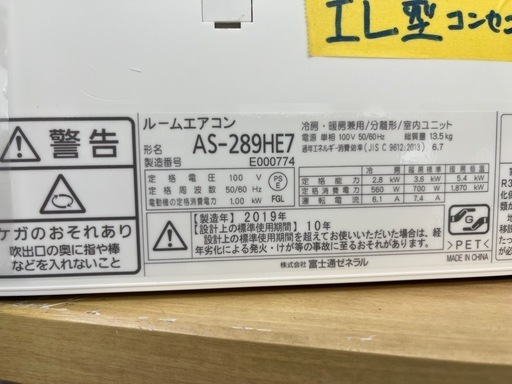 IL型コンセン
警告
ケガのおそれあり
吹出口の奥に指や棒
などを入れないこと
ルームエアコン
形名 AS-289HE7
製造番号 E000774
冷房・暖房兼用/分離形/室内ユニット
電源 単相 100V 50/60Hz 総質量 13.5kg
通年エネルギー消費効率 (JIS C 9612:2013) 6.7
定格電圧 100 V
定格周波数 50/60 Hz
電動機の定格消費電力 1.00 kW
PSE
FGL
冷房 暖房標準 暖房低温
定格能力 2.8 kW 3.6 kW 5.4 kW
定格消費電力 560 W 700 W 1,870 kW
運転電流 6.1 A 7.4 A
【製造年】2019年
【設計上の標準使用期間】10年
設計上の標準使用期間を超えてお使いいただいた場合は、経
年劣化による発火・けが等の事故に至るおそれがあります。
株式会社 富士通ゼネラル
>PET<
MADE IN CHINA